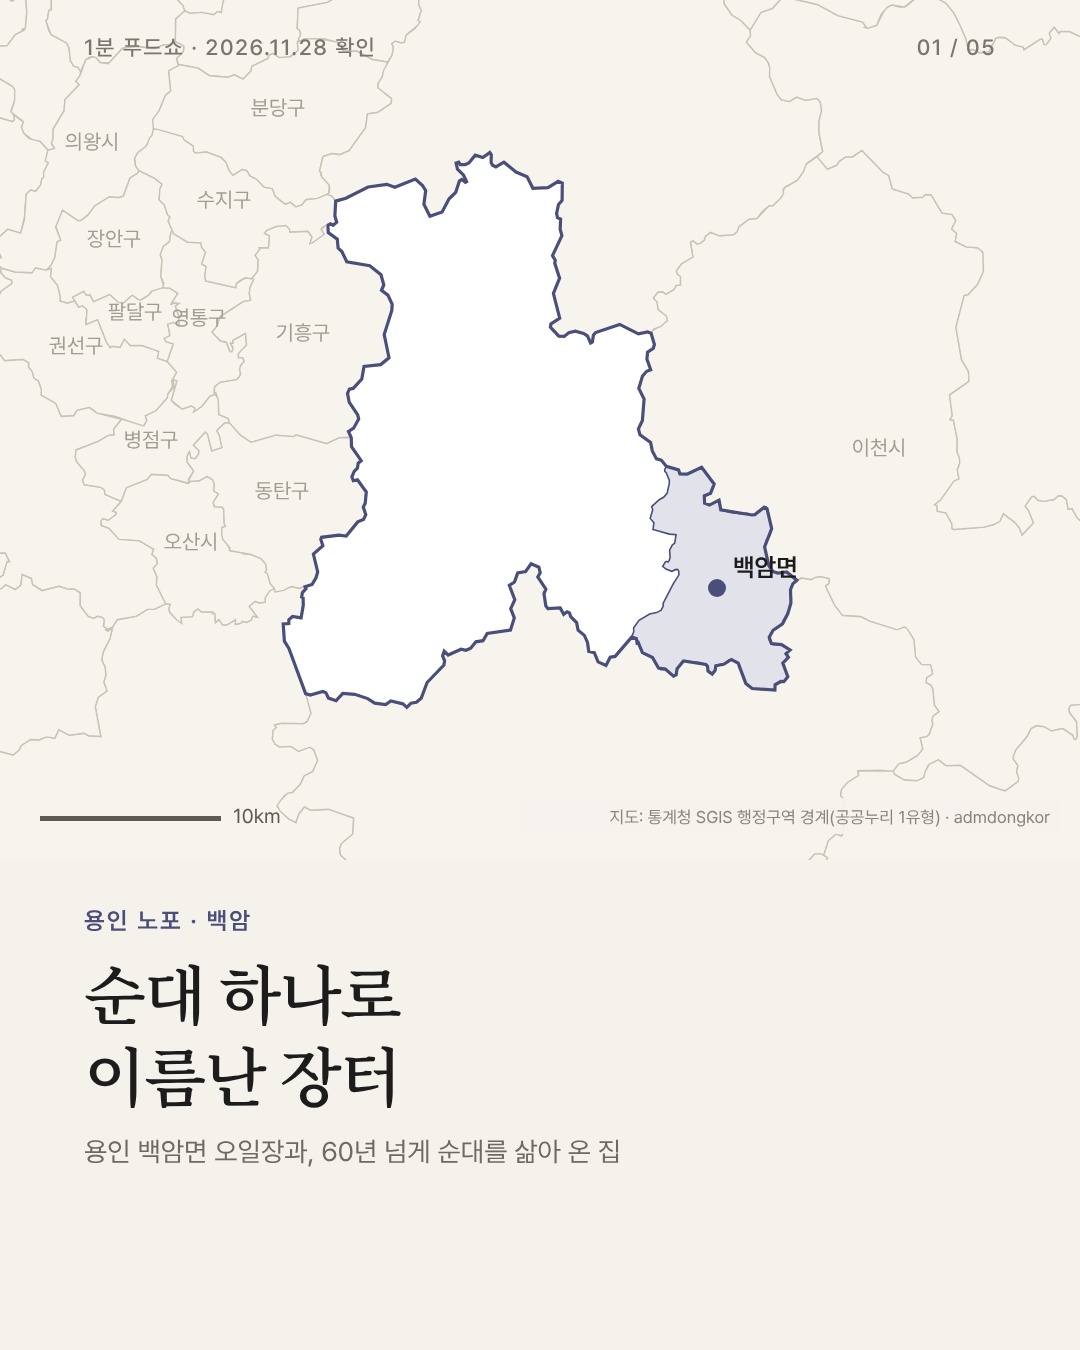 1분 푸드쇼 · 2026.11.28 확인
01 / 05
분당구
의왕시
수지구
장안구
팔달구
영통구
기흥구
권선구
병점구
이천시
동탄구
오산시
백암면
10km
지도: 통계청 SGIS 행정구역 경계(공공누리 1유형) · admdongkor
용인 노포 · 백암
순대 하나로
이름난 장터
용인 백암면 오일장과, 60년 넘게 순대를 삶아 온 집